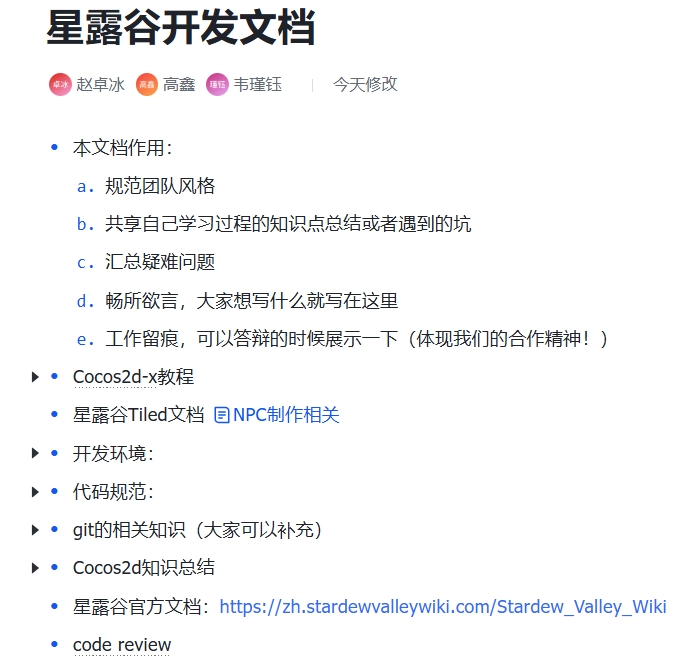 星露谷开发文档
卓冰 赵卓冰 高鑫 高鑫 瑾钰 韦瑾钰 今天修改
本文档作用：
a. 规范团队风格
b. 共享自己学习过程的知识点总结或者遇到的坑
c. 汇总疑难问题
d. 畅所欲言，大家想写什么就写在这里
e. 工作留痕，可以答辩的时候展示一下（体现我们的合作精神！）
Cocos2d-x教程
星露谷Tiled文档 NPC制作相关
开发环境：
代码规范：
git的相关知识（大家可以补充）
Cocos2d知识总结
星露谷官方文档：https://zh.stardewvalleywiki.com/Stardew_Valley_Wiki
code review